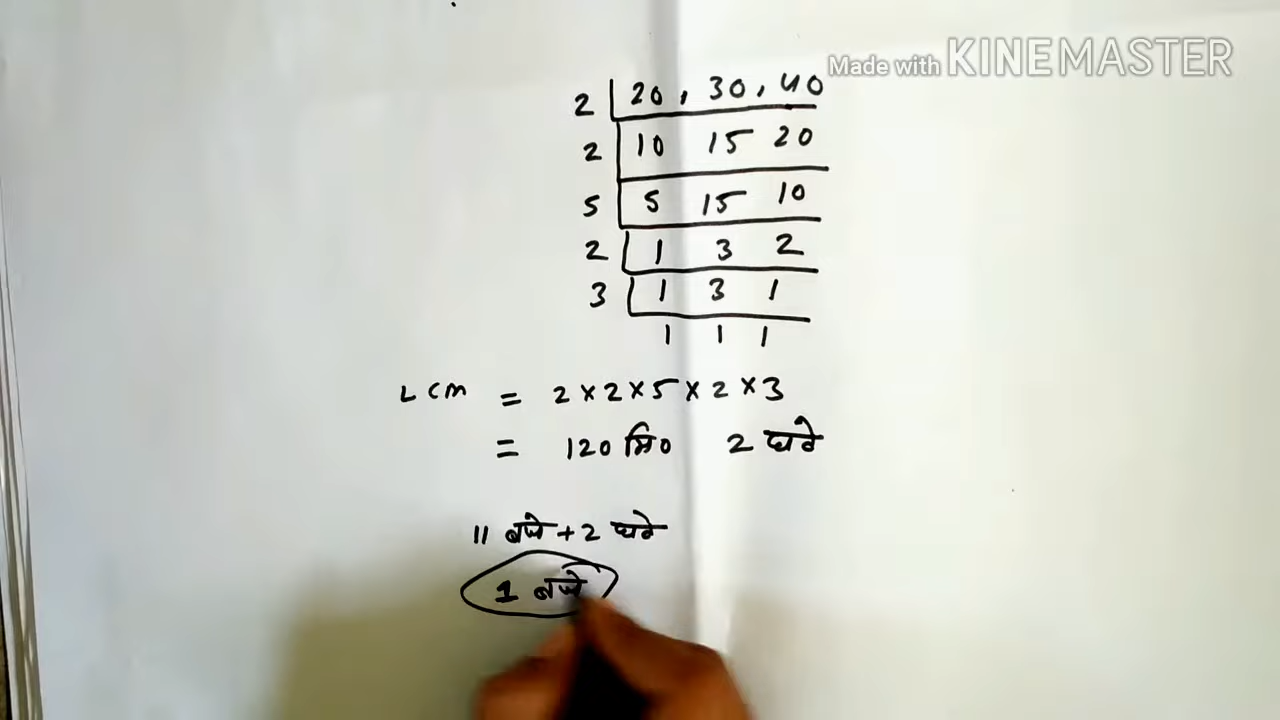 Made with KINEMASTER
2 20, 30, 40
2 10 15 20
5 5 15 10
2 1 3 2
3 1 3 1
1 1 1
LCM = 2×2×5×2×3
= 120 मि० 2 घंटे
11 बजे + 2 घंटे
1 बजे